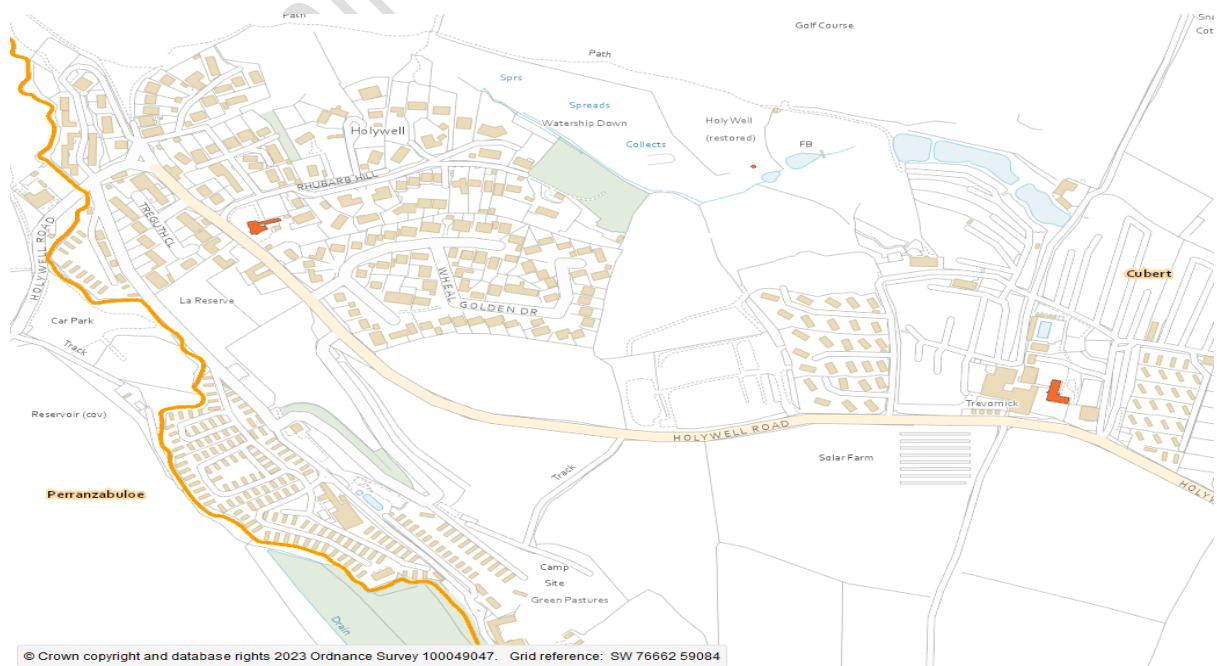 Path
Golf Course
Path
Sprs
Spreads
Watership Down
Collects
Holy Well
(restored)
FB
Holywell
RHUBARB HILL
TREGUTH CL
HOLYWELL ROAD
La Reserve
WHEAL
GOLDEN DR
Cubert
Car Park
Track
Reservoir (cov)
Trevornick
HOLYWELL ROAD
Solar Farm
Track
Perranzabuloe
Camp
Site
Green Pastures
Drain
© Crown copyright and database rights 2023 Ordnance Survey 100049047. Grid reference: SW 76662 59084